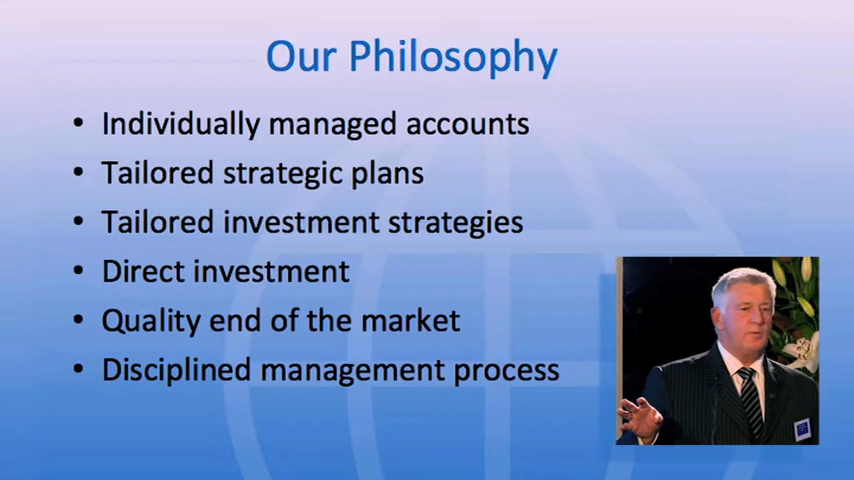 Our Philosophy
• Individually managed accounts
• Tailored strategic plans
• Tailored investment strategies
• Direct investment
• Quality end of the market
• Disciplined management process